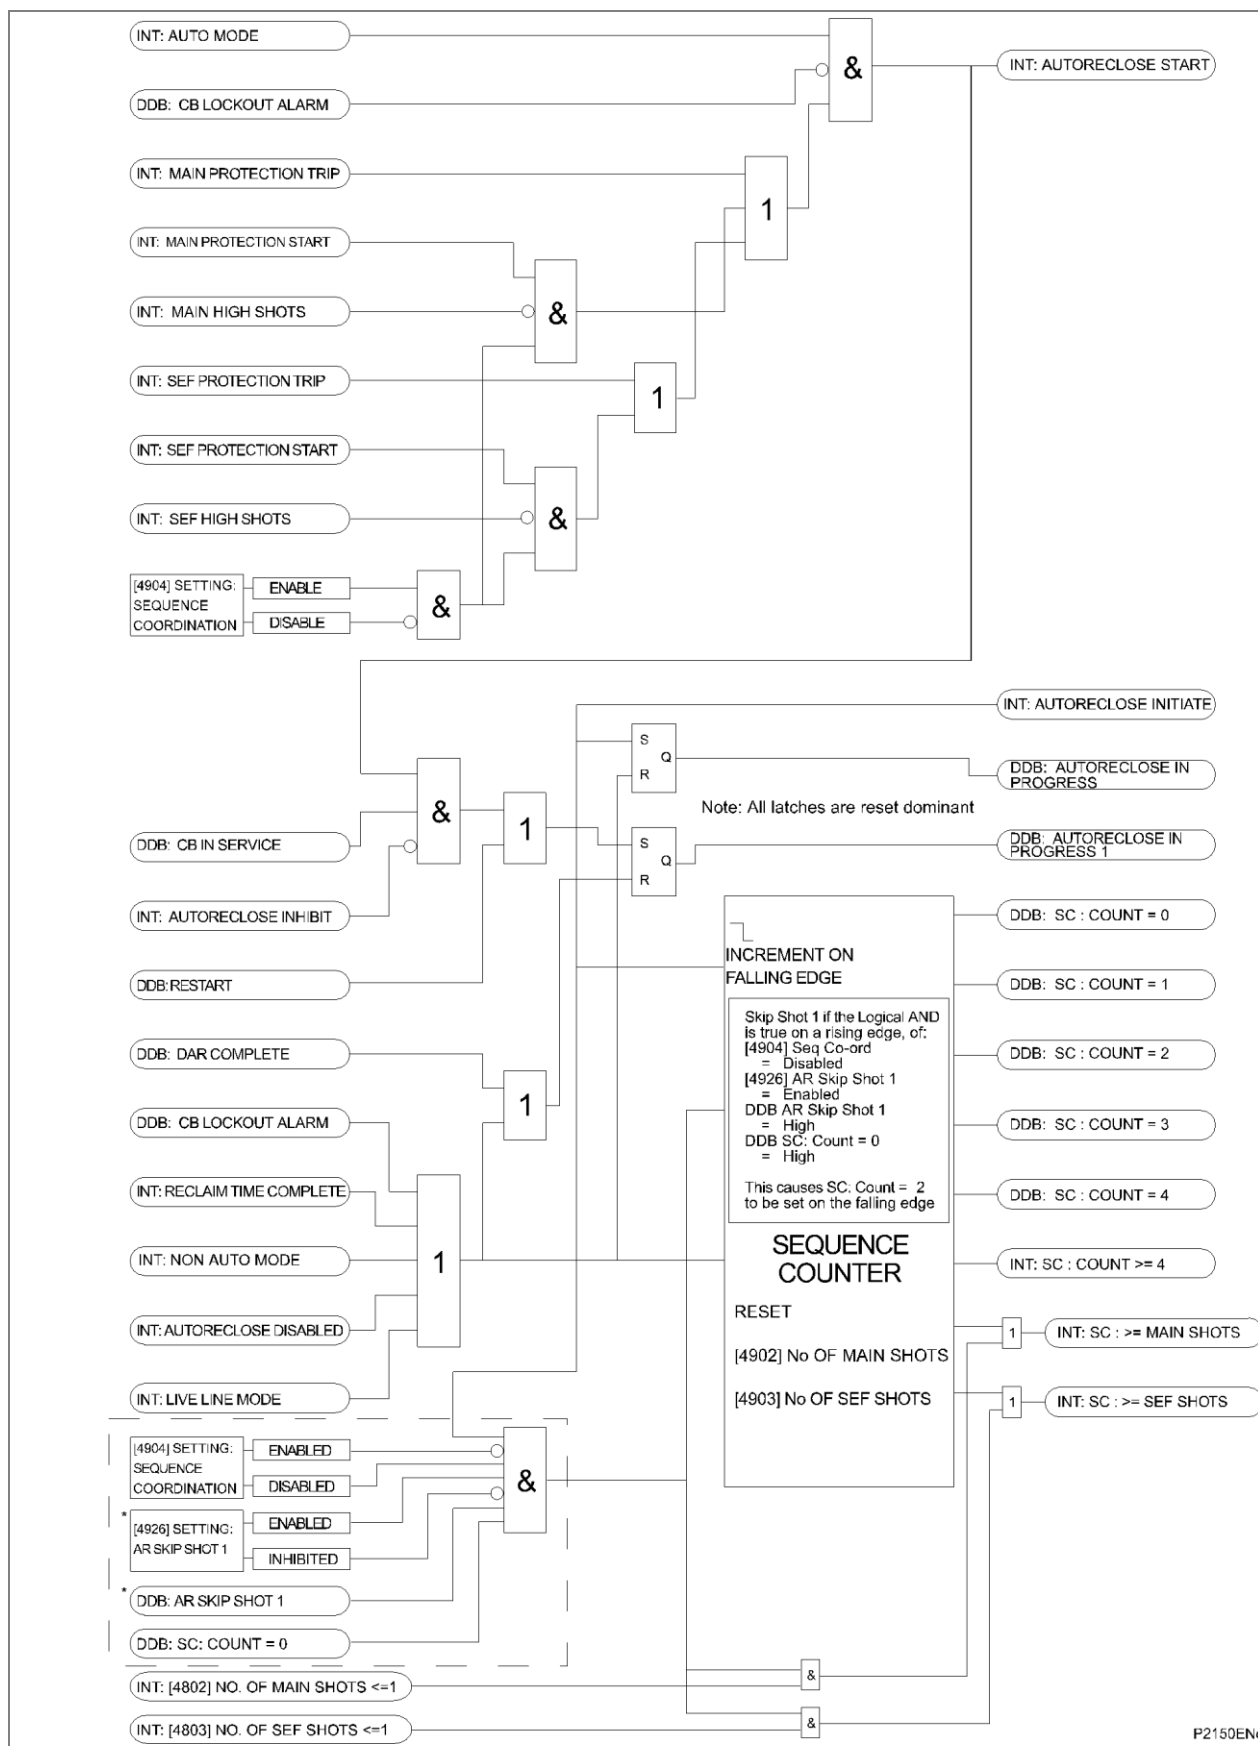 INT: AUTO MODE
&
INT: AUTORECLOSE START
DDB: CB LOCKOUT ALARM
INT: MAIN PROTECTION TRIP
1
INT: MAIN PROTECTION START
INT: MAIN HIGH SHOTS
&
INT: SEF PROTECTION TRIP
1
INT: SEF PROTECTION START
INT: SEF HIGH SHOTS
&
[4904] SETTING:
SEQUENCE
COORDINATION
ENABLE
DISABLE
&
INT: AUTORECLOSE INITIATE
S
Q
R
DDB: AUTORECLOSE IN
PROGRESS
Note: All latches are reset dominant
&
1
S
Q
R
DDB: AUTORECLOSE IN
PROGRESS 1
DDB: CB IN SERVICE
INT: AUTORECLOSE INHIBIT
DDB: RESTART
DDB: DAR COMPLETE
1
DDB: CB LOCKOUT ALARM
INT: RECLAIM TIME COMPLETE
INT: NON AUTO MODE
1
INT: AUTORECLOSE DISABLED
INT: LIVE LINE MODE
INCREMENT ON
FALLING EDGE
Skip Shot 1 if the Logical AND
is true on a rising edge, of:
[4904] Seq Co-ord
= Disabled
[4926] AR Skip Shot 1
= Enabled
DDB AR Skip Shot 1
= High
DDB SC: Count = 0
= High
This causes SC: Count = 2
to be set on the falling edge
SEQUENCE
COUNTER
RESET
[4902] No OF MAIN SHOTS
[4903] No OF SEF SHOTS
DDB: SC : COUNT = 0
DDB: SC : COUNT = 1
DDB: SC : COUNT = 2
DDB: SC : COUNT = 3
DDB: SC : COUNT = 4
INT: SC : COUNT >= 4
1
INT: SC : >= MAIN SHOTS
1
INT: SC : >= SEF SHOTS
[4904] SETTING:
SEQUENCE
COORDINATION
ENABLED
DISABLED
&
*
[4926] SETTING:
AR SKIP SHOT 1
ENABLED
INHIBITED
*
DDB: AR SKIP SHOT 1
DDB: SC: COUNT = 0
INT: [4802] NO. OF MAIN SHOTS <=1
&
INT: [4803] NO. OF SEF SHOTS <=1
&